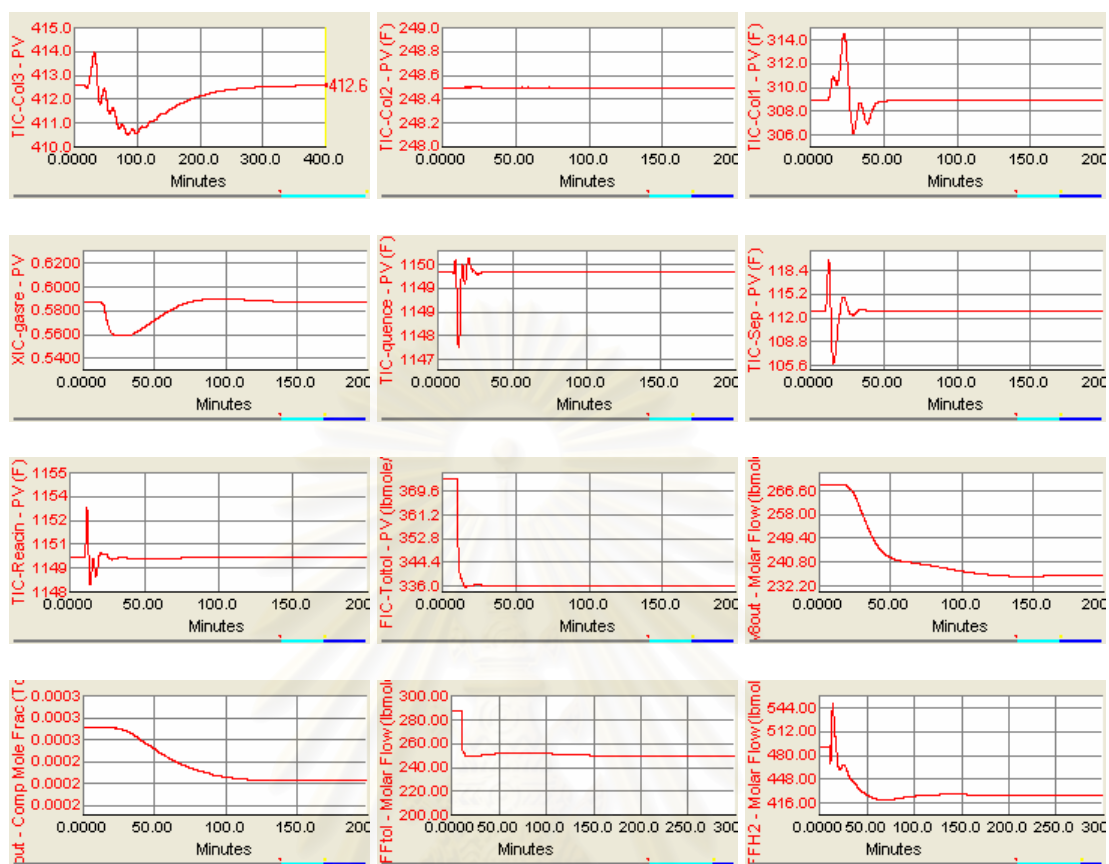 TIC-Col3 - PV
415.0
414.0
413.0
412.0
411.0
410.0
412.6
0.0000 100.0 200.0 300.0 400.0
Minutes
TIC-Col2 - PV (F)
249.0
248.8
248.6
248.4
248.2
248.0
0.0000 50.00 100.0 150.0 200
Minutes
TIC-Col1 - PV (F)
314.0
312.0
310.0
308.0
306.0
0.0000 50.00 100.0 150.0 200
Minutes
XIC-gasre - PV
0.6200
0.6000
0.5800
0.5600
0.5400
0.0000 50.00 100.0 150.0 200
Minutes
TIC-quence - PV (F)
1150
1149
1149
1148
1147
0.0000 50.00 100.0 150.0 200
Minutes
TIC-Sep - PV (F)
118.4
115.2
112.0
108.8
105.6
0.0000 50.00 100.0 150.0 200
Minutes
TIC-Reacin - PV (F)
1155
1154
1152
1151
1149
1148
0.0000 50.00 100.0 150.0 200
Minutes
FIC-Toltol - PV (lbmole/
369.6
361.2
352.8
344.4
336.0
0.0000 50.00 100.0 150.0 200
Minutes
v8out - Molar Flow (lbmol
266.60
258.00
249.40
240.80
232.20
0.0000 50.00 100.0 150.0 200
Minutes
out - Comp Mole Frac (To
0.0003
0.0003
0.0003
0.0002
0.0002
0.0002
0.0000 50.00 100.0 150.0 200
Minutes
FFtol - Molar Flow (lbmol
300.00
280.00
260.00
240.00
220.00
200.00
0.0000 50.00 100.0 150.0 200.0 250.0 300
Minutes
FFH2 - Molar Flow (lbmol
544.00
512.00
480.00
448.00
416.00
0.0000 50.00 100.0 150.0 200.0 250.0 300
Minutes